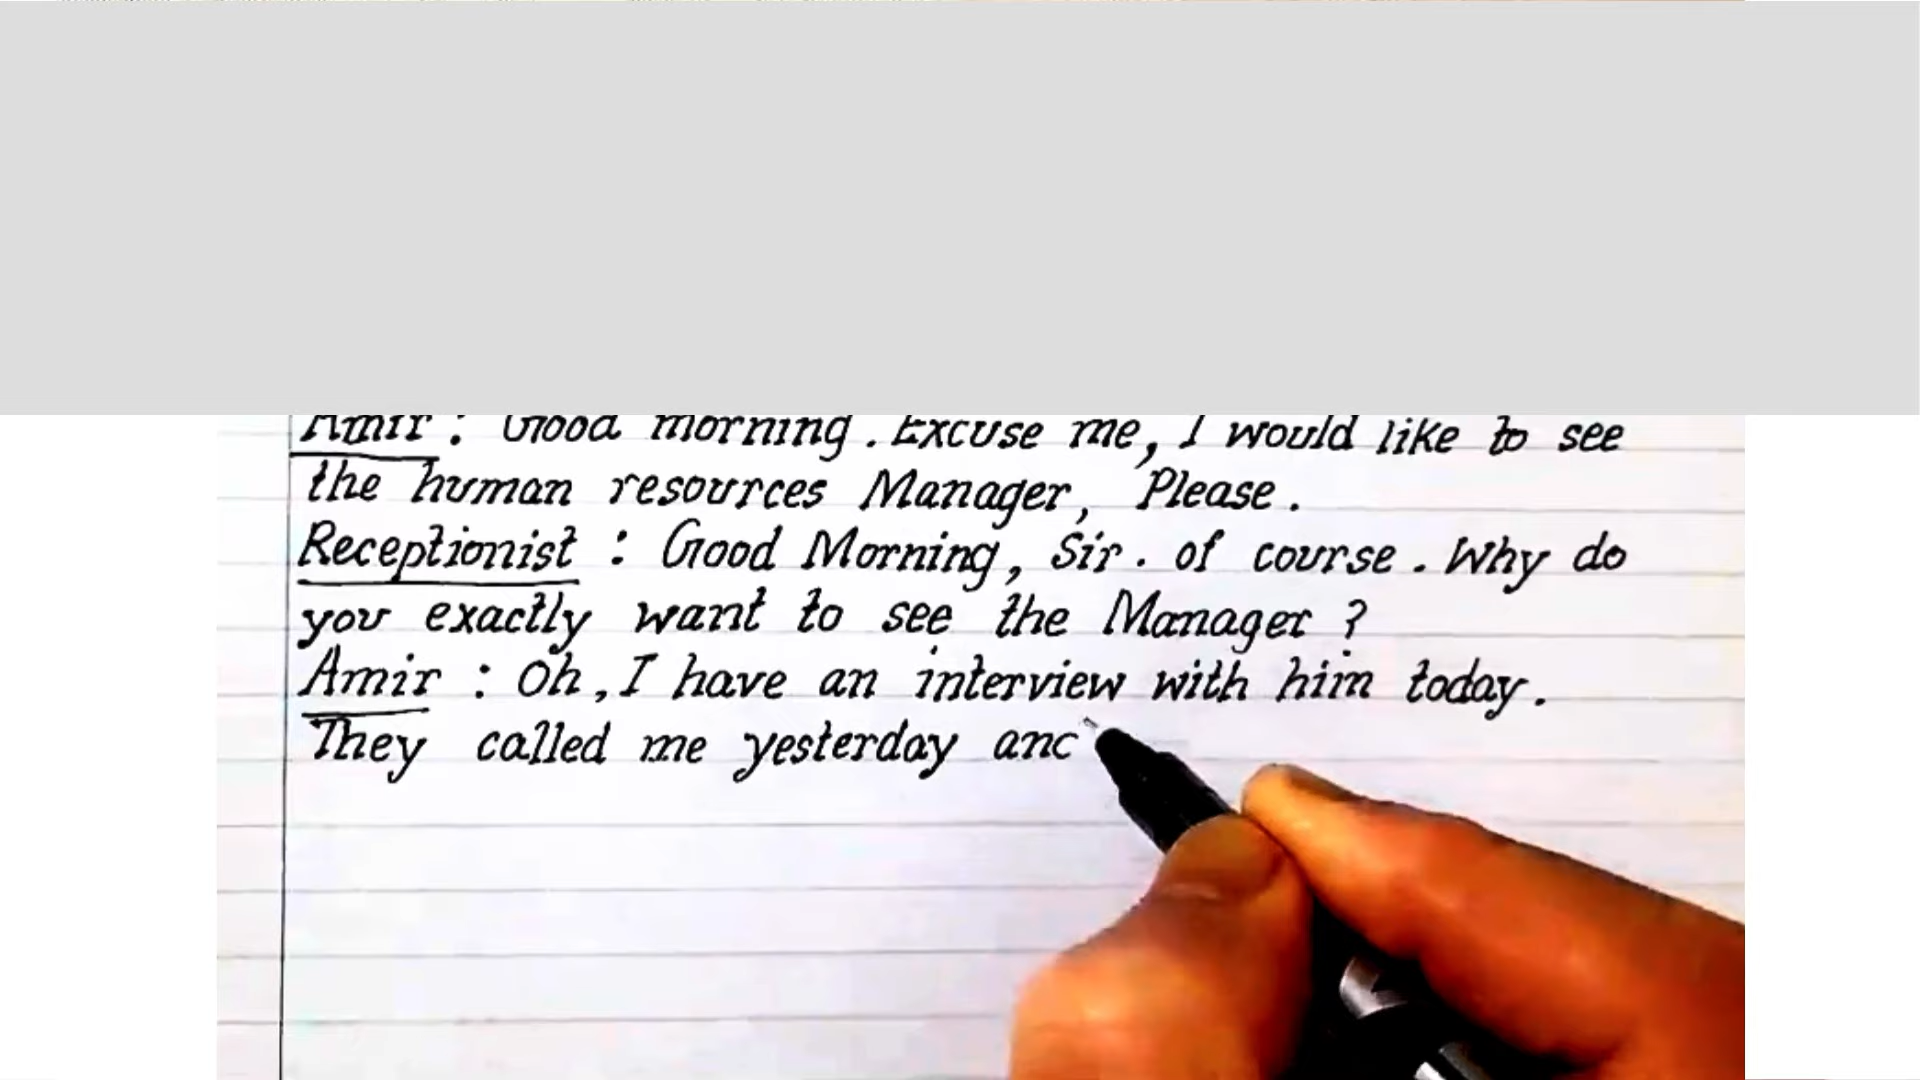 Amir : Good morning. Excuse me, I would like to see
the human resources Manager, Please.
Receptionist : Good Morning, Sir. of course. Why do
you exactly want to see the Manager ?
Amir : Oh, I have an interview with him today.
They called me yesterday anc